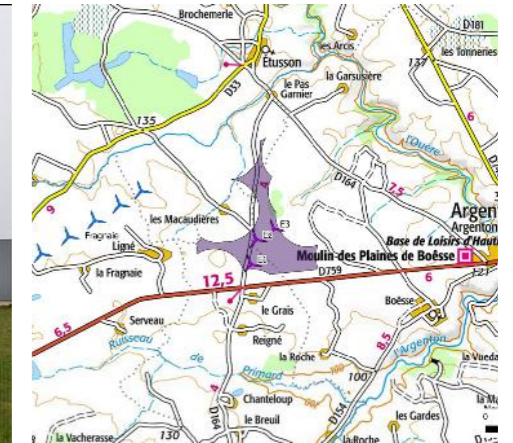 Brochemerle
D181
les Arcis
les Tonneries
Étusson
137
le Pas
Garnier
la Garsusière
D33
135
6
l'Ouère
D164
7,5
9
4
les Macaudières
E3
E2
Argen
Argenton
Fragnaie
Ligné
Base de Loisirs d'Haut
Moulin des Plaines de Boësse
la Fragnaie
12,5
D759
6
121
le Grais
Boësse
6,5
Serveau
Reigné
8,5
l'Argenton
Ruisseau de Primard
la Roche
100
la Vueda
4
Chanteloup
D164
D154
le Breuil
les Gardes
la Vacherasse
130
la Roche